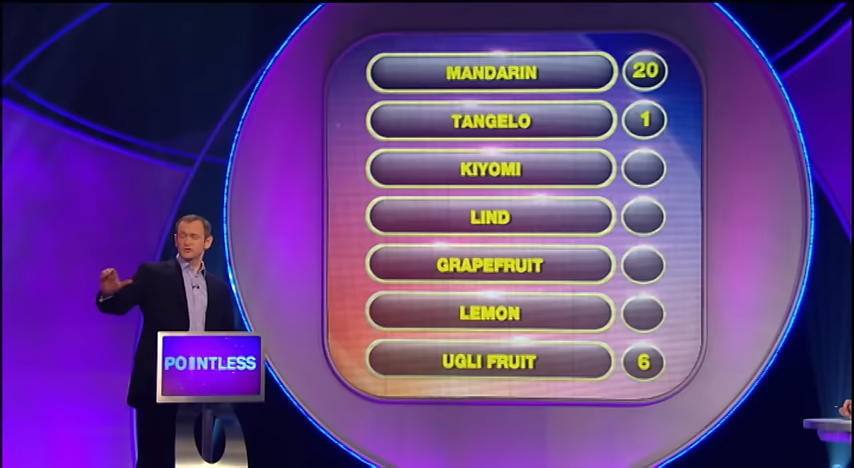 MANDARIN 20
TANGELO 1
KIYOMI
LIND
GRAPEFRUIT
LEMON
UGLI FRUIT 6
POINTLESS